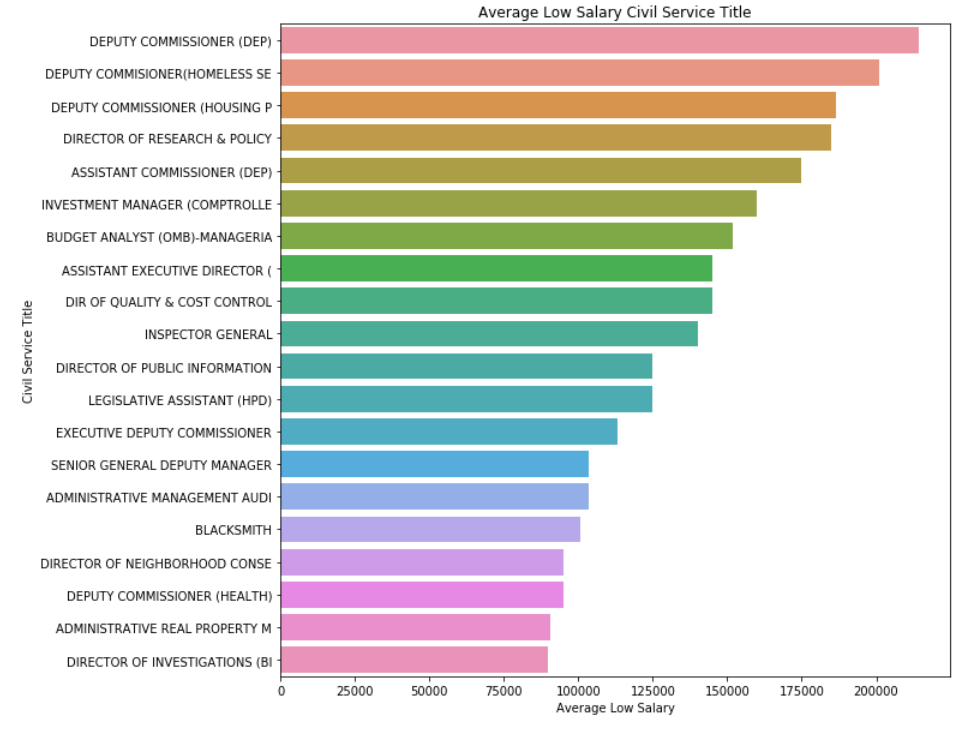 Average Low Salary Civil Service Title
DEPUTY COMMISSIONER (DEP)
DEPUTY COMMISIONER(HOMELESS SE
DEPUTY COMMISSIONER (HOUSING P
DIRECTOR OF RESEARCH & POLICY
ASSISTANT COMMISSIONER (DEP)
INVESTMENT MANAGER (COMPTROLLE
BUDGET ANALYST (OMB)-MANAGERIA
ASSISTANT EXECUTIVE DIRECTOR (
DIR OF QUALITY & COST CONTROL
INSPECTOR GENERAL
DIRECTOR OF PUBLIC INFORMATION
LEGISLATIVE ASSISTANT (HPD)
EXECUTIVE DEPUTY COMMISSIONER
SENIOR GENERAL DEPUTY MANAGER
ADMINISTRATIVE MANAGEMENT AUDI
BLACKSMITH
DIRECTOR OF NEIGHBORHOOD CONSE
DEPUTY COMMISSIONER (HEALTH)
ADMINISTRATIVE REAL PROPERTY M
DIRECTOR OF INVESTIGATIONS (BI
Civil Service Title
0 25000 50000 75000 100000 125000 150000 175000 200000
Average Low Salary